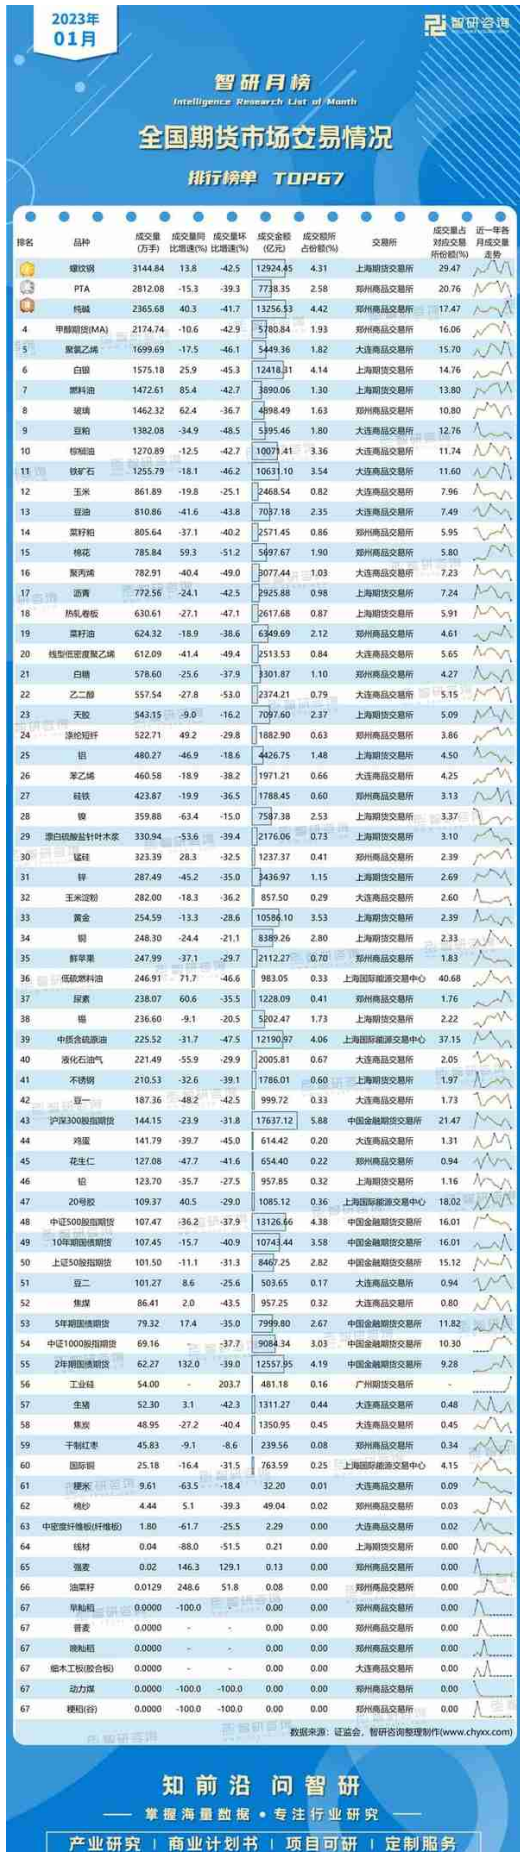 2023年
01月
智研咨询
智研月榜
Intelligence Research List of Month
全国期货市场交易情况
排行榜单 TOP67
排名 品种 成交量(万手) 成交量同比增速(%) 成交量环比增速(%) 成交金额(亿元) 成交额所占份额(%) 交易所 成交量占对应交易所份额(%) 近一年各月成交量走势
螺纹钢 3144.84 13.8 -42.5 12924.45 4.31 上海期货交易所 29.47
PTA 2812.08 -15.3 -39.3 7738.35 2.58 郑州商品交易所 20.76
纯碱 2365.68 40.3 -41.7 13256.53 4.42 郑州商品交易所 17.47
4 甲醇期货(MA) 2174.74 -10.6 -42.9 5780.84 1.93 郑州商品交易所 16.06
5 聚氯乙烯 1699.69 -17.5 -46.1 5449.36 1.82 大连商品交易所 15.70
6 白银 1575.18 25.9 -45.3 12418.31 4.14 上海期货交易所 14.76
7 燃料油 1472.61 85.4 -42.7 3890.06 1.30 上海期货交易所 13.80
8 玻璃 1462.32 62.4 -36.7 4898.49 1.63 郑州商品交易所 10.80
9 豆粕 1382.08 -34.9 -48.5 5395.46 1.80 大连商品交易所 12.76
10 棕榈油 1270.89 -12.5 -42.7 10071.41 3.36 大连商品交易所 11.74
11 铁矿石 1255.79 -18.1 -46.2 10631.10 3.54 大连商品交易所 11.60
12 玉米 861.89 -19.8 -25.1 2468.54 0.82 大连商品交易所 7.96
13 豆油 810.86 -41.6 -43.8 7037.18 2.35 大连商品交易所 7.49
14 菜籽粕 805.64 -37.1 -40.2 2571.45 0.86 郑州商品交易所 5.95
15 棉花 785.84 59.3 -51.2 5697.67 1.90 郑州商品交易所 5.80
16 聚丙烯 782.91 -40.4 -49.0 3077.44 1.03 大连商品交易所 7.23
17 沥青 772.56 -24.1 -42.5 2925.88 0.98 上海期货交易所 7.24
18 热轧卷板 630.61 -27.1 -47.1 2617.68 0.87 上海期货交易所 5.91
19 菜籽油 624.32 -18.9 -38.6 6349.69 2.12 郑州商品交易所 4.61
20 线型低密度聚乙烯 612.09 -41.4 -49.4 2513.53 0.84 大连商品交易所 5.65
21 白糖 578.60 -25.6 -37.9 3301.87 1.10 郑州商品交易所 4.27
22 乙二醇 557.54 -27.8 -53.0 2374.21 0.79 大连商品交易所 5.15
23 天胶 543.15 -9.0 -16.2 7097.60 2.37 上海期货交易所 5.09
24 涤纶短纤 522.71 49.2 -29.8 1882.90 0.63 郑州商品交易所 3.86
25 铝 480.27 -46.9 -18.6 4426.75 1.48 上海期货交易所 4.50
26 苯乙烯 460.58 -18.9 -38.2 1971.21 0.66 大连商品交易所 4.25
27 硅铁 423.87 -19.9 -36.5 1788.45 0.60 郑州商品交易所 3.13
28 镍 359.88 -63.4 -15.0 7587.38 2.53 上海期货交易所 3.37
29 漂白硫酸盐针叶木浆 330.94 -53.6 -39.4 2176.06 0.73 上海期货交易所 3.10
30 锰硅 323.39 28.3 -32.5 1237.37 0.41 郑州商品交易所 2.39
31 锌 287.49 -45.2 -35.0 3436.97 1.15 上海期货交易所 2.69
32 玉米淀粉 282.00 -18.3 -36.2 857.50 0.29 大连商品交易所 2.60
33 黄金 254.59 -13.3 -28.6 10586.10 3.53 上海期货交易所 2.39
34 铜 248.30 -24.4 -21.1 8389.26 2.80 上海期货交易所 2.33
35 鲜苹果 247.99 -37.1 -29.7 2112.27 0.70 郑州商品交易所 1.83
36 低硫燃料油 246.91 71.7 -46.6 983.05 0.33 上海国际能源交易中心 40.68
37 尿素 238.07 60.6 -35.5 1228.09 0.41 郑州商品交易所 1.76
38 锡 236.60 -9.1 -20.5 5202.47 1.73 上海期货交易所 2.22
39 中质含硫原油 225.52 -31.7 -47.5 12190.97 4.06 上海国际能源交易中心 37.15
40 液化石油气 221.49 -55.9 -29.9 2005.81 0.67 大连商品交易所 2.05
41 不锈钢 210.53 -32.6 -39.1 1786.01 0.60 上海期货交易所 1.97
42 豆一 187.36 -48.2 -42.5 999.72 0.33 大连商品交易所 1.73
43 沪深300股指期货 144.15 -23.9 -31.8 17637.12 5.88 中国金融期货交易所 21.47
44 鸡蛋 141.79 -39.7 -45.0 614.42 0.20 大连商品交易所 1.31
45 花生仁 127.08 -47.7 -41.6 654.40 0.22 郑州商品交易所 0.94
46 铅 123.70 -35.7 -27.5 957.85 0.32 上海期货交易所 1.16
47 20号胶 109.37 40.5 -29.0 1085.12 0.36 上海国际能源交易中心 18.02
48 中证500股指期货 107.47 -36.2 -37.9 13126.66 4.38 中国金融期货交易所 16.01
49 10年期国债期货 107.45 -15.7 -40.9 10743.44 3.58 中国金融期货交易所 16.01
50 上证50股指期货 101.50 -11.1 -31.3 8467.25 2.82 中国金融期货交易所 15.12
51 豆二 101.27 8.6 -25.6 503.65 0.17 大连商品交易所 0.94
52 焦煤 86.41 2.0 -43.5 957.25 0.32 大连商品交易所 0.80
53 5年期国债期货 79.32 17.4 -35.0 7999.80 2.67 中国金融期货交易所 11.82
54 中证1000股指期货 69.16 -37.7 9084.34 3.03 中国金融期货交易所 10.30
55 2年期国债期货 62.27 132.0 -39.0 12557.95 4.19 中国金融期货交易所 9.28
56 工业硅 54.00 - 203.7 481.18 0.16 广州期货交易所 -
57 生猪 52.30 3.1 -42.3 1311.27 0.44 大连商品交易所 0.48
58 焦炭 48.95 -27.2 -40.4 1350.95 0.45 大连商品交易所 0.45
59 干制红枣 45.83 -9.1 -8.6 239.56 0.08 郑州商品交易所 0.34
60 国际铜 25.18 -16.4 -31.5 763.59 0.25 上海国际能源交易中心 4.15
61 粳米 9.61 -63.5 -18.4 32.20 0.01 大连商品交易所 0.09
62 棉纱 4.44 5.1 -39.3 49.04 0.02 郑州商品交易所 0.03
63 中密度纤维板(纤维板) 1.80 -61.7 -25.5 2.29 0.00 大连商品交易所 0.02
64 线材 0.04 -88.0 -51.5 0.21 0.00 上海期货交易所 0.00
65 强麦 0.02 146.3 129.1 0.13 0.00 郑州商品交易所 0.00
66 油菜籽 0.0129 248.6 51.8 0.08 0.00 郑州商品交易所 0.00
67 早籼稻 0.0000 -100.0 - 0.00 0.00 郑州商品交易所 0.00
67 普麦 0.0000 - - 0.00 0.00 郑州商品交易所 0.00
67 晚籼稻 0.0000 - - 0.00 0.00 郑州商品交易所 0.00
67 细木工板(胶合板) 0.0000 - - 0.00 0.00 大连商品交易所 0.00
67 动力煤 0.0000 -100.0 -100.0 0.00 0.00 郑州商品交易所 0.00
67 粳稻(谷) 0.0000 -100.0 -100.0 0.00 0.00 郑州商品交易所 0.00
数据来源：证监会，智研咨询整理制作(www.chyxx.com)
知前沿 问智研
掌握海量数据 • 专注行业研究
产业研究 | 商业计划书 | 项目可研 | 定制服务